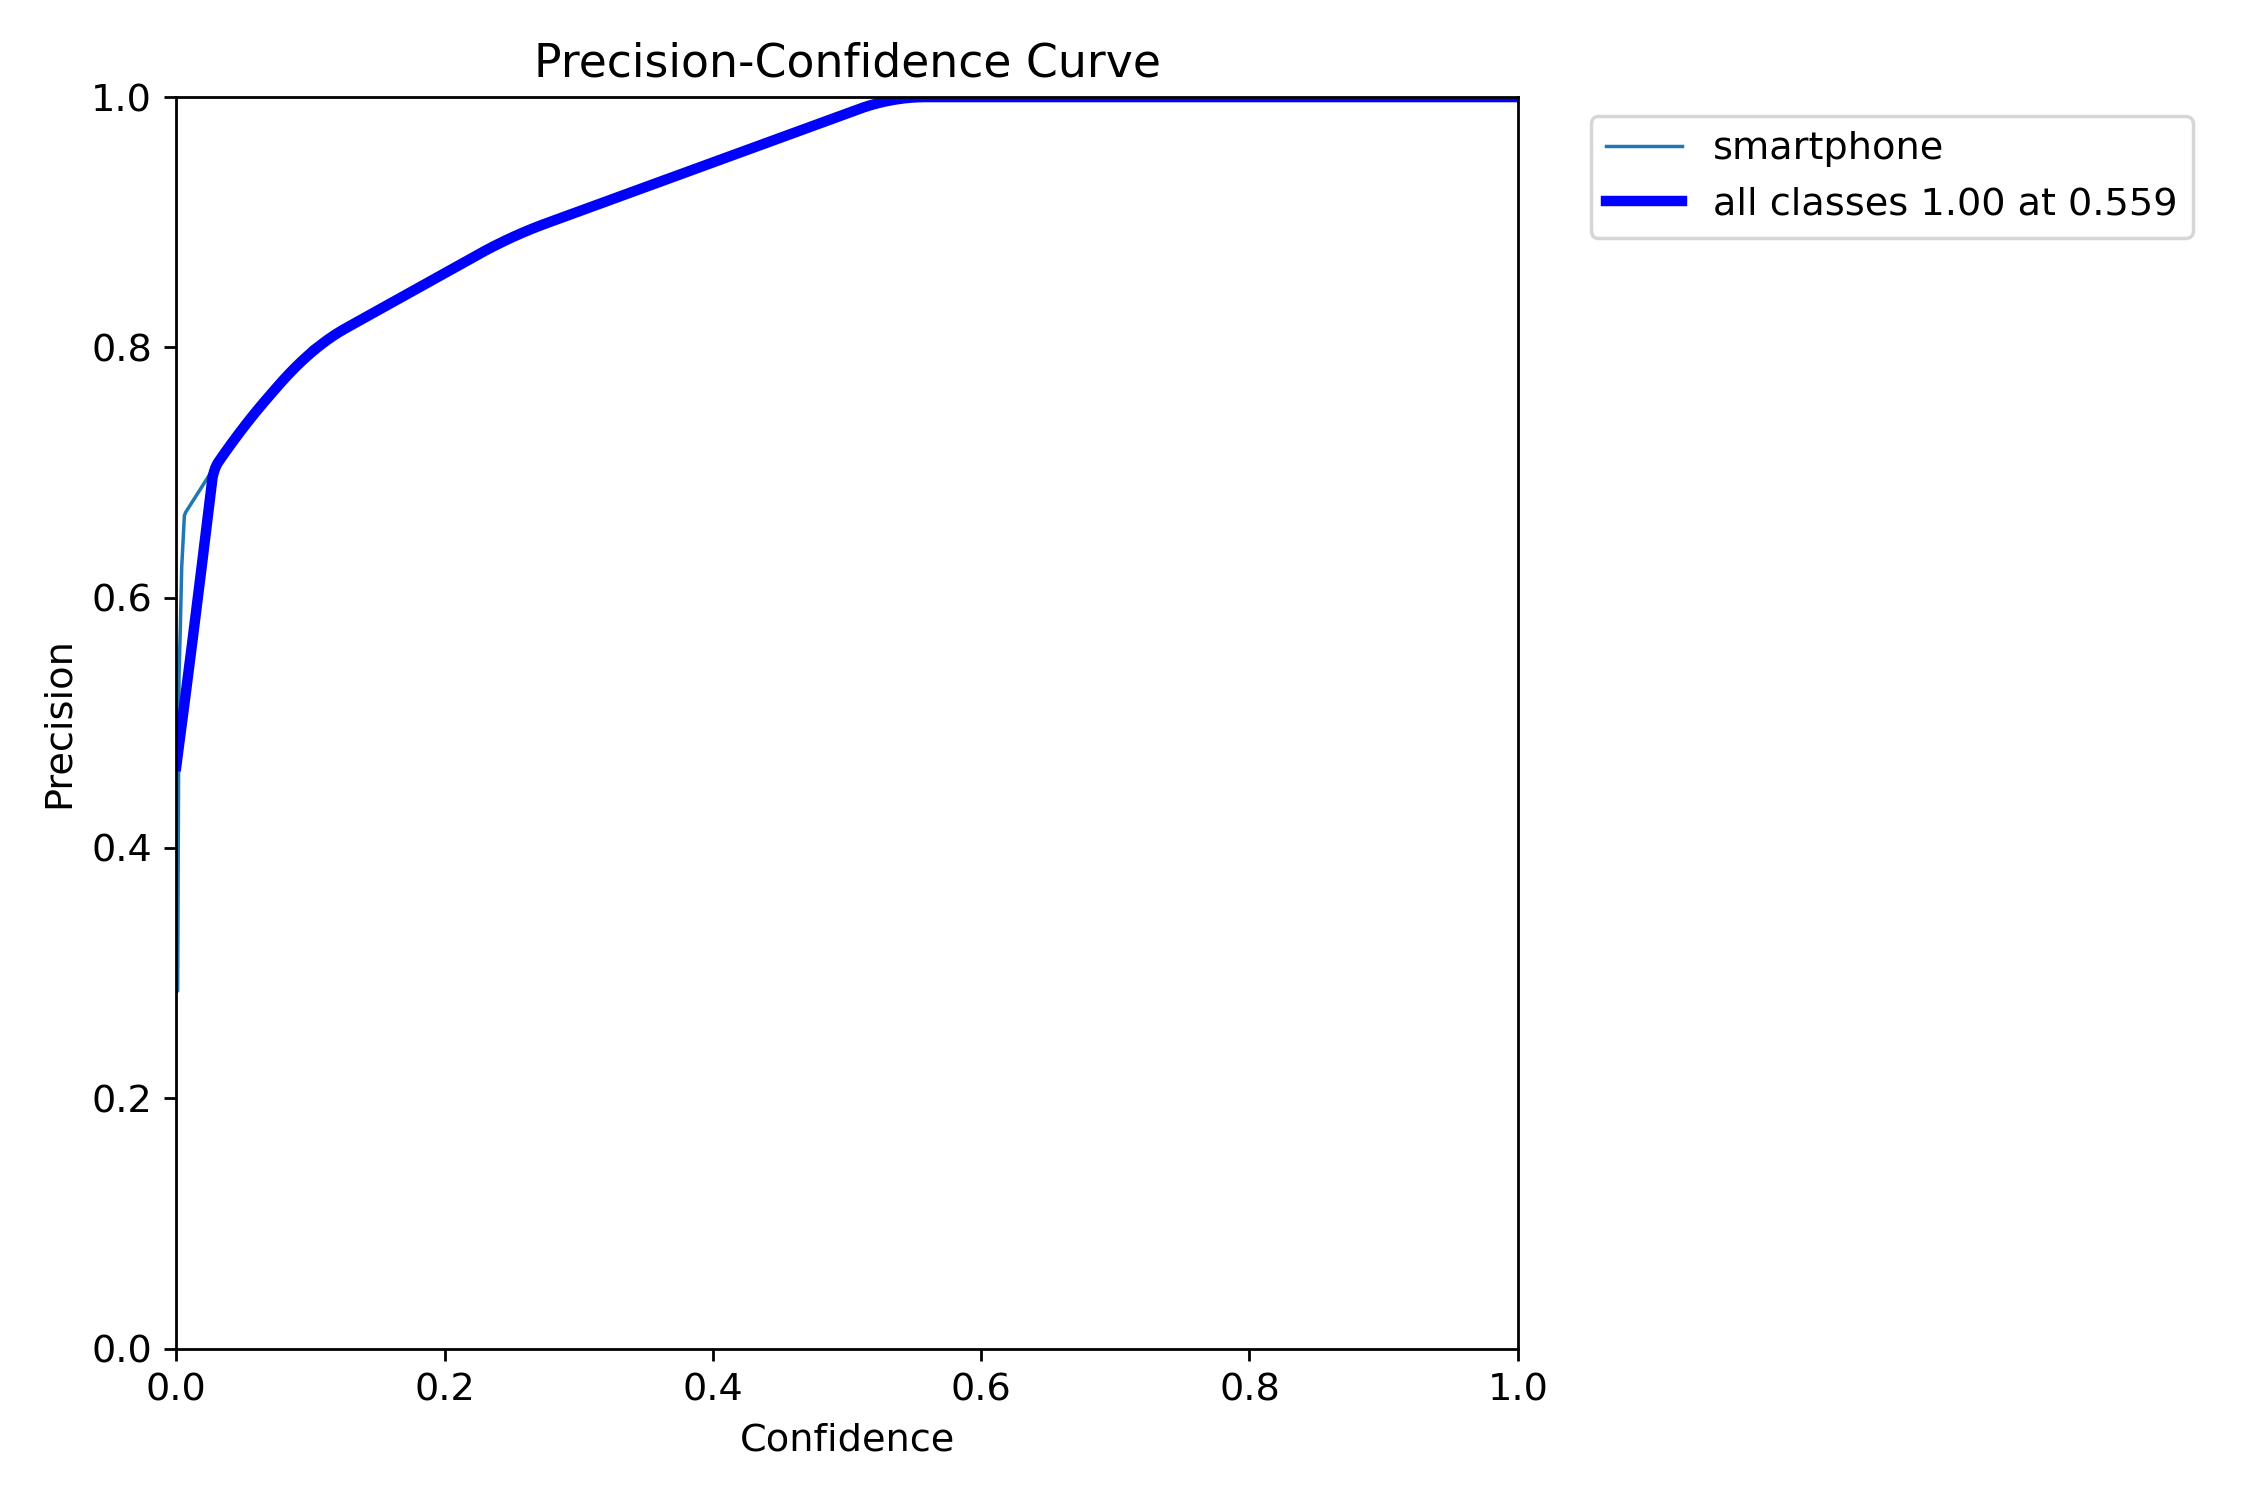 Precision-Confidence Curve
1.0
0.8
0.6
0.4
0.2
0.0
Precision
0.0 0.2 0.4 0.6 0.8 1.0
Confidence
smartphone
all classes 1.00 at 0.559